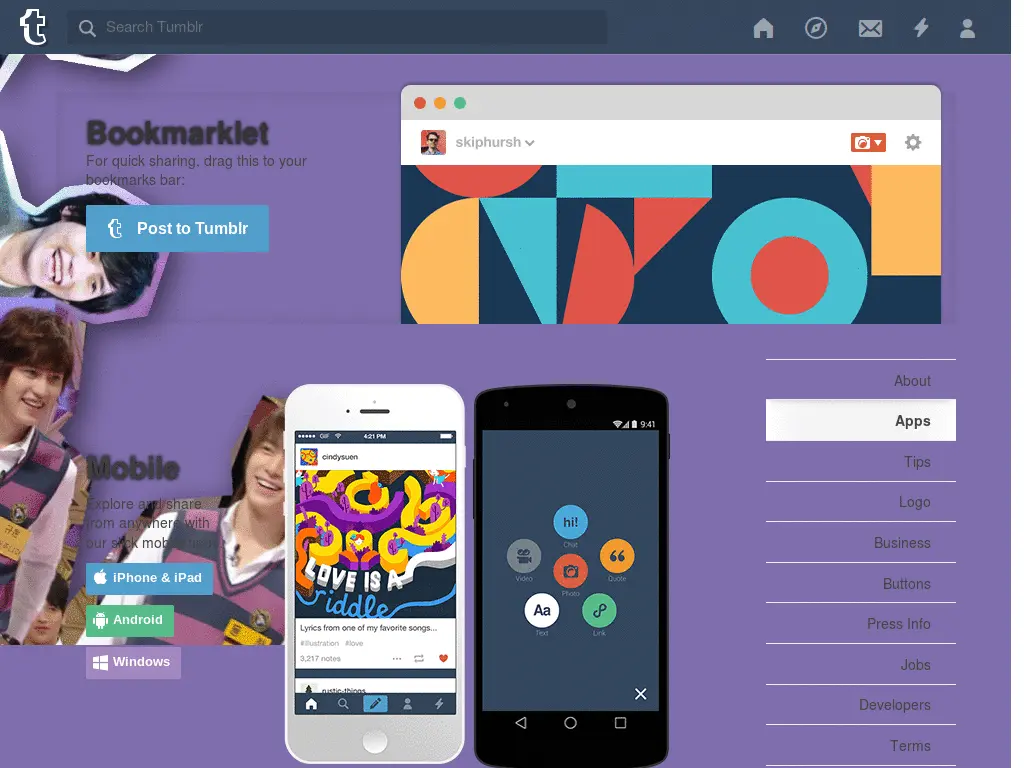 Search Tumblr
Bookmarklet
For quick sharing, drag this to your
bookmarks bar:
Post to Tumblr
skiphursh
Mobile
Explore and share
from anywhere with
our slick mobile
iPhone & iPad
Android
Windows
GIF
4:21 PM
cindysuen
LOVE IS A
riddle
Lyrics from one of my favorite songs...
#illustration #love
3,217 notes
rustic-things
9:41
hi!
Chat
Video
Quote
Photo
Aa
Text
Link
About
Apps
Tips
Logo
Business
Buttons
Press Info
Jobs
Developers
Terms